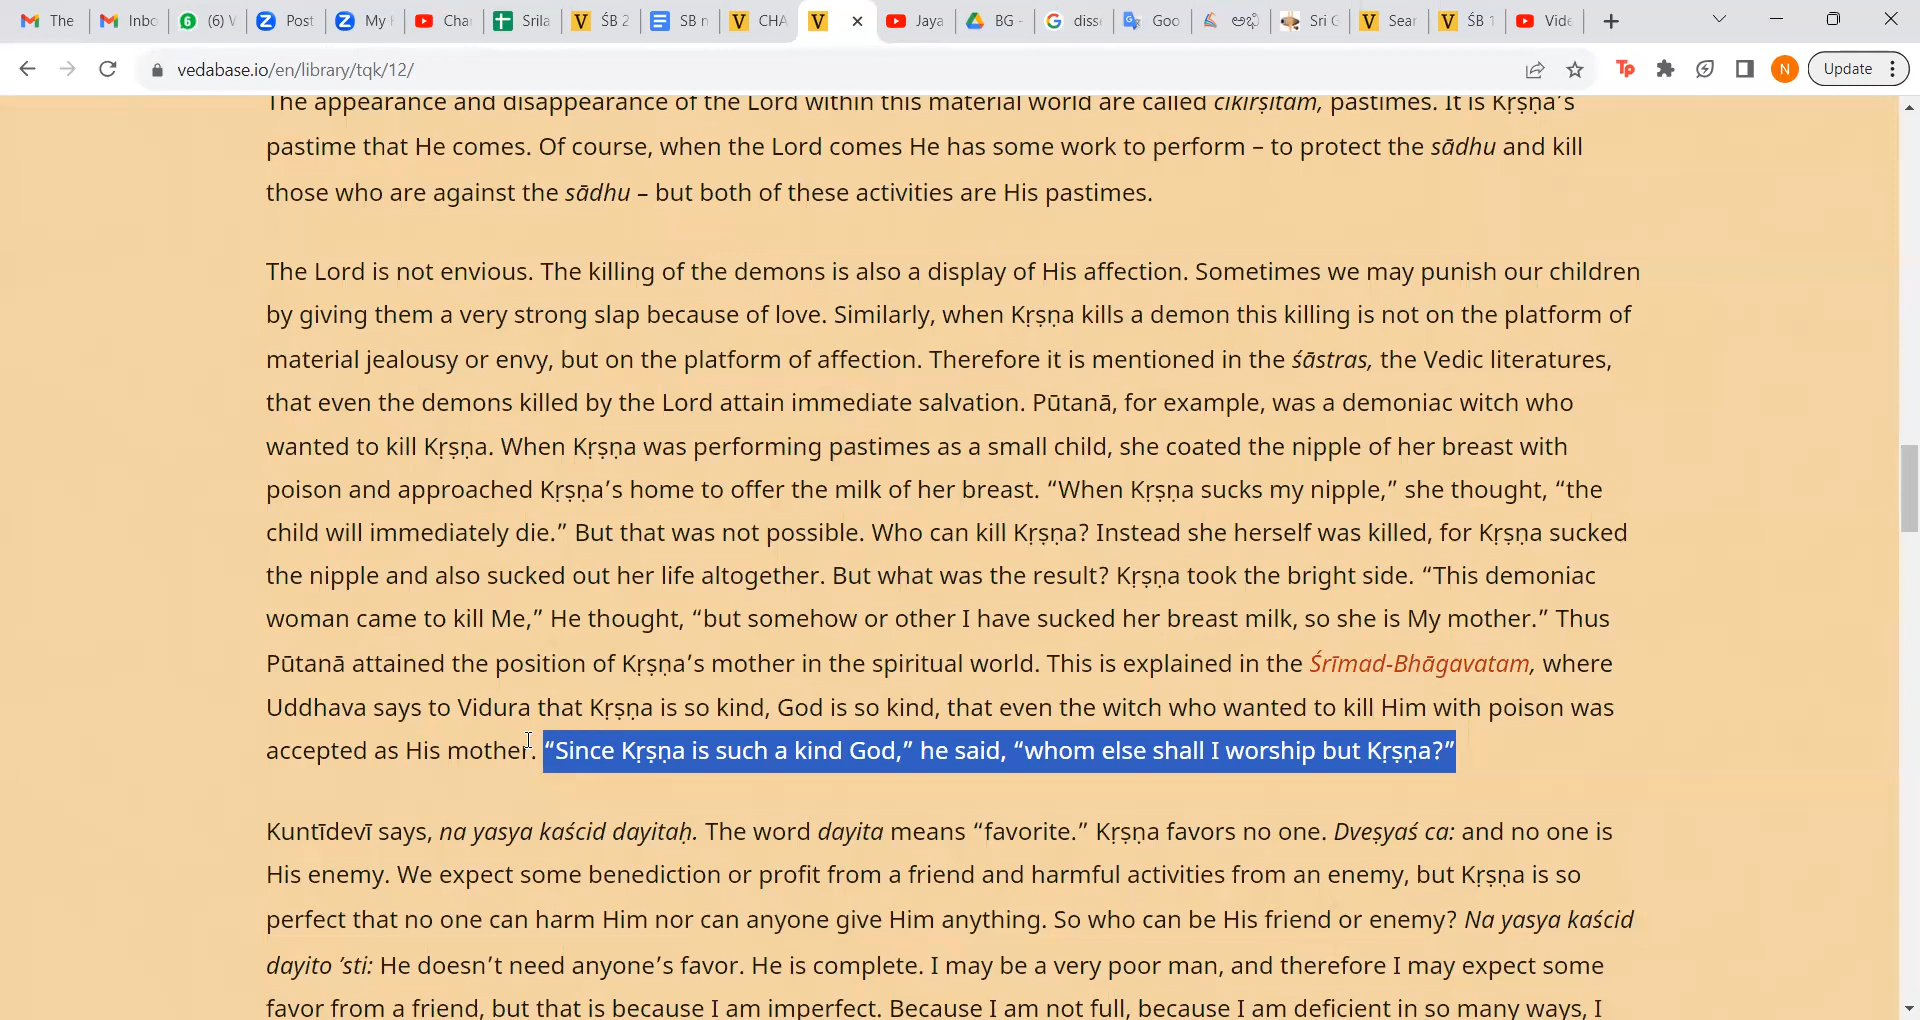 The
Inbo
(6) V
Post
My I
Cha
Srila
ŚB 2
SB n
CHA
Jaya
BG -
diss
Goo
Sri G
Sear
ŚB 1
Vide
vedabase.io/en/library/tqk/12/
Update
The appearance and disappearance of the Lord within this material world are called cikīrṣitam, pastimes. It is Kṛṣṇa’s
pastime that He comes. Of course, when the Lord comes He has some work to perform – to protect the sādhu and kill
those who are against the sādhu – but both of these activities are His pastimes.
The Lord is not envious. The killing of the demons is also a display of His affection. Sometimes we may punish our children
by giving them a very strong slap because of love. Similarly, when Kṛṣṇa kills a demon this killing is not on the platform of
material jealousy or envy, but on the platform of affection. Therefore it is mentioned in the śāstras, the Vedic literatures,
that even the demons killed by the Lord attain immediate salvation. Pūtanā, for example, was a demoniac witch who
wanted to kill Kṛṣṇa. When Kṛṣṇa was performing pastimes as a small child, she coated the nipple of her breast with
poison and approached Kṛṣṇa’s home to offer the milk of her breast. “When Kṛṣṇa sucks my nipple,” she thought, “the
child will immediately die.” But that was not possible. Who can kill Kṛṣṇa? Instead she herself was killed, for Kṛṣṇa sucked
the nipple and also sucked out her life altogether. But what was the result? Kṛṣṇa took the bright side. “This demoniac
woman came to kill Me,” He thought, “but somehow or other I have sucked her breast milk, so she is My mother.” Thus
Pūtanā attained the position of Kṛṣṇa’s mother in the spiritual world. This is explained in the Śrīmad-Bhāgavatam, where
Uddhava says to Vidura that Kṛṣṇa is so kind, God is so kind, that even the witch who wanted to kill Him with poison was
accepted as His mother. “Since Kṛṣṇa is such a kind God,” he said, “whom else shall I worship but Kṛṣṇa?”
Kuntīdevī says, na yasya kaścid dayitaḥ. The word dayita means “favorite.” Kṛṣṇa favors no one. Dveṣyaś ca: and no one is
His enemy. We expect some benediction or profit from a friend and harmful activities from an enemy, but Kṛṣṇa is so
perfect that no one can harm Him nor can anyone give Him anything. So who can be His friend or enemy? Na yasya kaścid
dayito ’sti: He doesn’t need anyone’s favor. He is complete. I may be a very poor man, and therefore I may expect some
favor from a friend, but that is because I am imperfect. Because I am not full, because I am deficient in so many ways, I